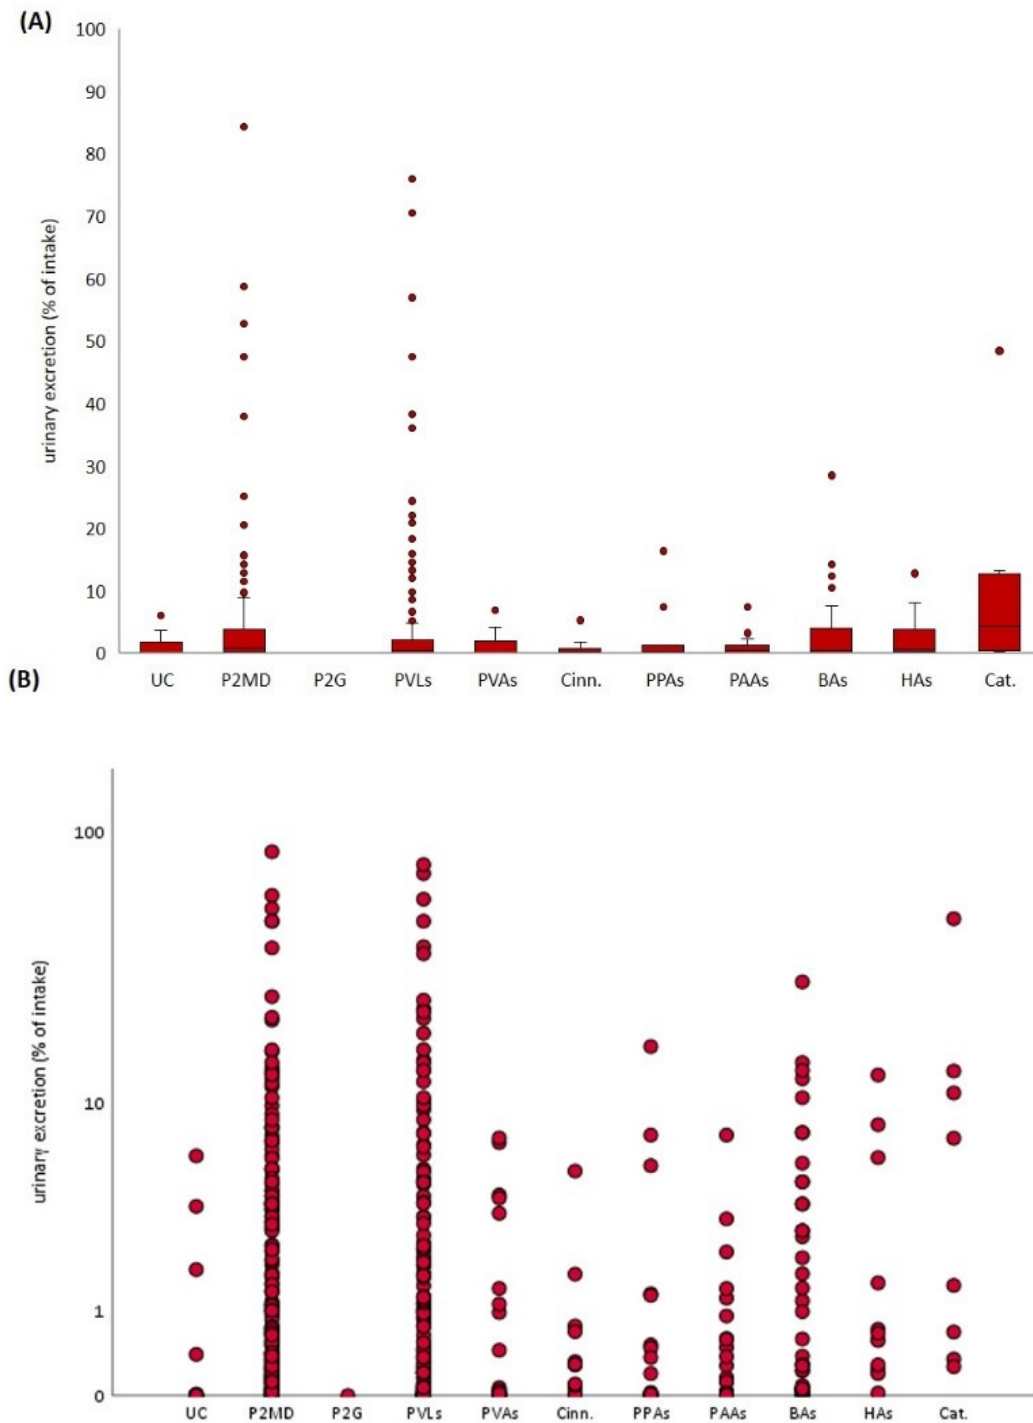 (A)
100
90
80
70
60
50
40
30
20
10
0
urinary excretion (% of intake)
UC P2MD P2G PVLs PVAs Cinn. PPAs PAAs BAs HAs Cat.
(B)
100
10
1
0
urinary excretion (% of intake)
UC P2MD P2G PVLs PVAs Cinn. PPAs PAAs BAs HAs Cat.